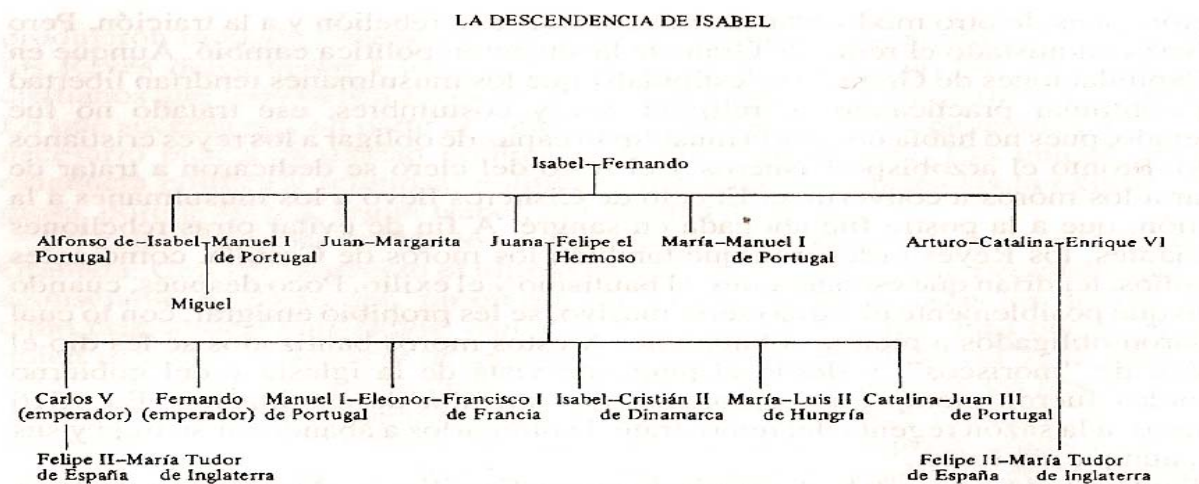 LA DESCENDENCIA DE ISABEL
Isabel–Fernando
Alfonso de–Isabel–Manuel I Juan–Margarita Juana–Felipe el María–Manuel I Arturo–Catalina–Enrique VI
Portugal de Portugal Hermoso de Portugal
Miguel
Carlos V Fernando Manuel I–Eleonor–Francisco I Isabel–Cristián II María–Luis II Catalina–Juan III
(emperador) (emperador) de Portugal de Francia de Dinamarca de Hungría de Portugal
Felipe II–María Tudor Felipe II–María Tudor
de España de Inglaterra de España de Inglaterra